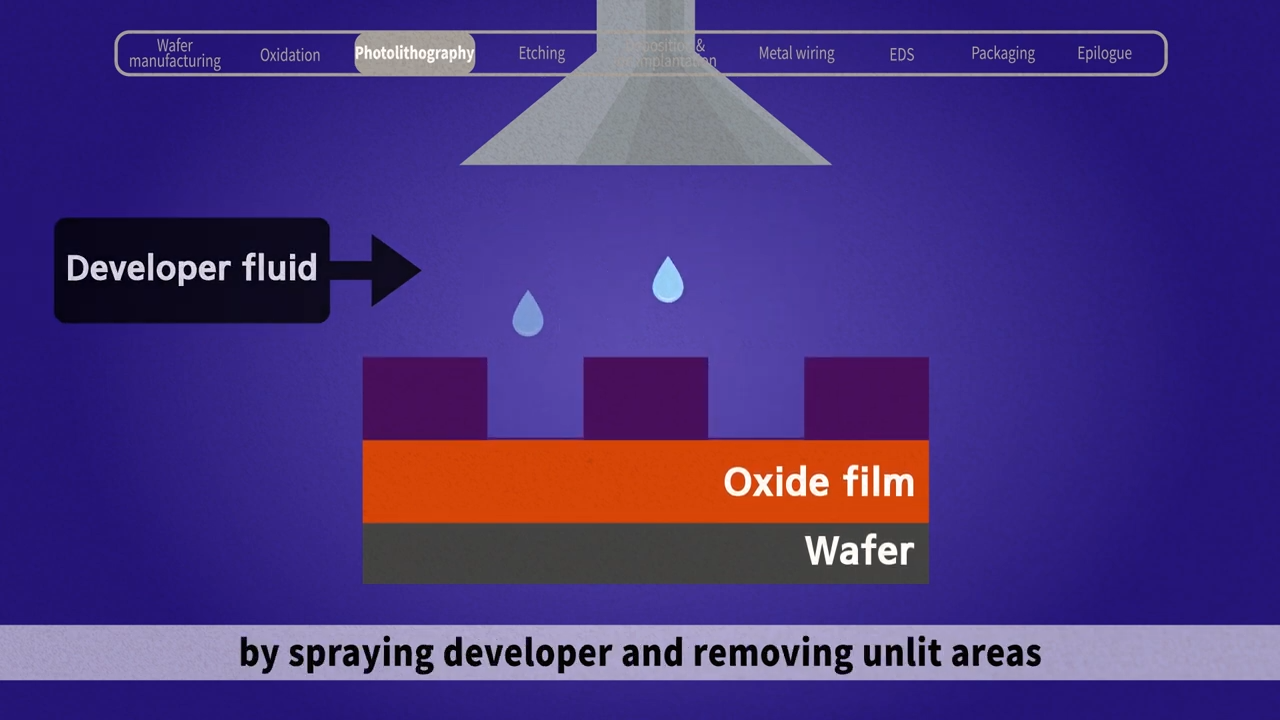 Wafer
manufacturing
Oxidation
Photolithography
Etching
&
Metal wiring
EDS
Packaging
Epilogue
Developer fluid
Oxide film
Wafer
by spraying developer and removing unlit areas